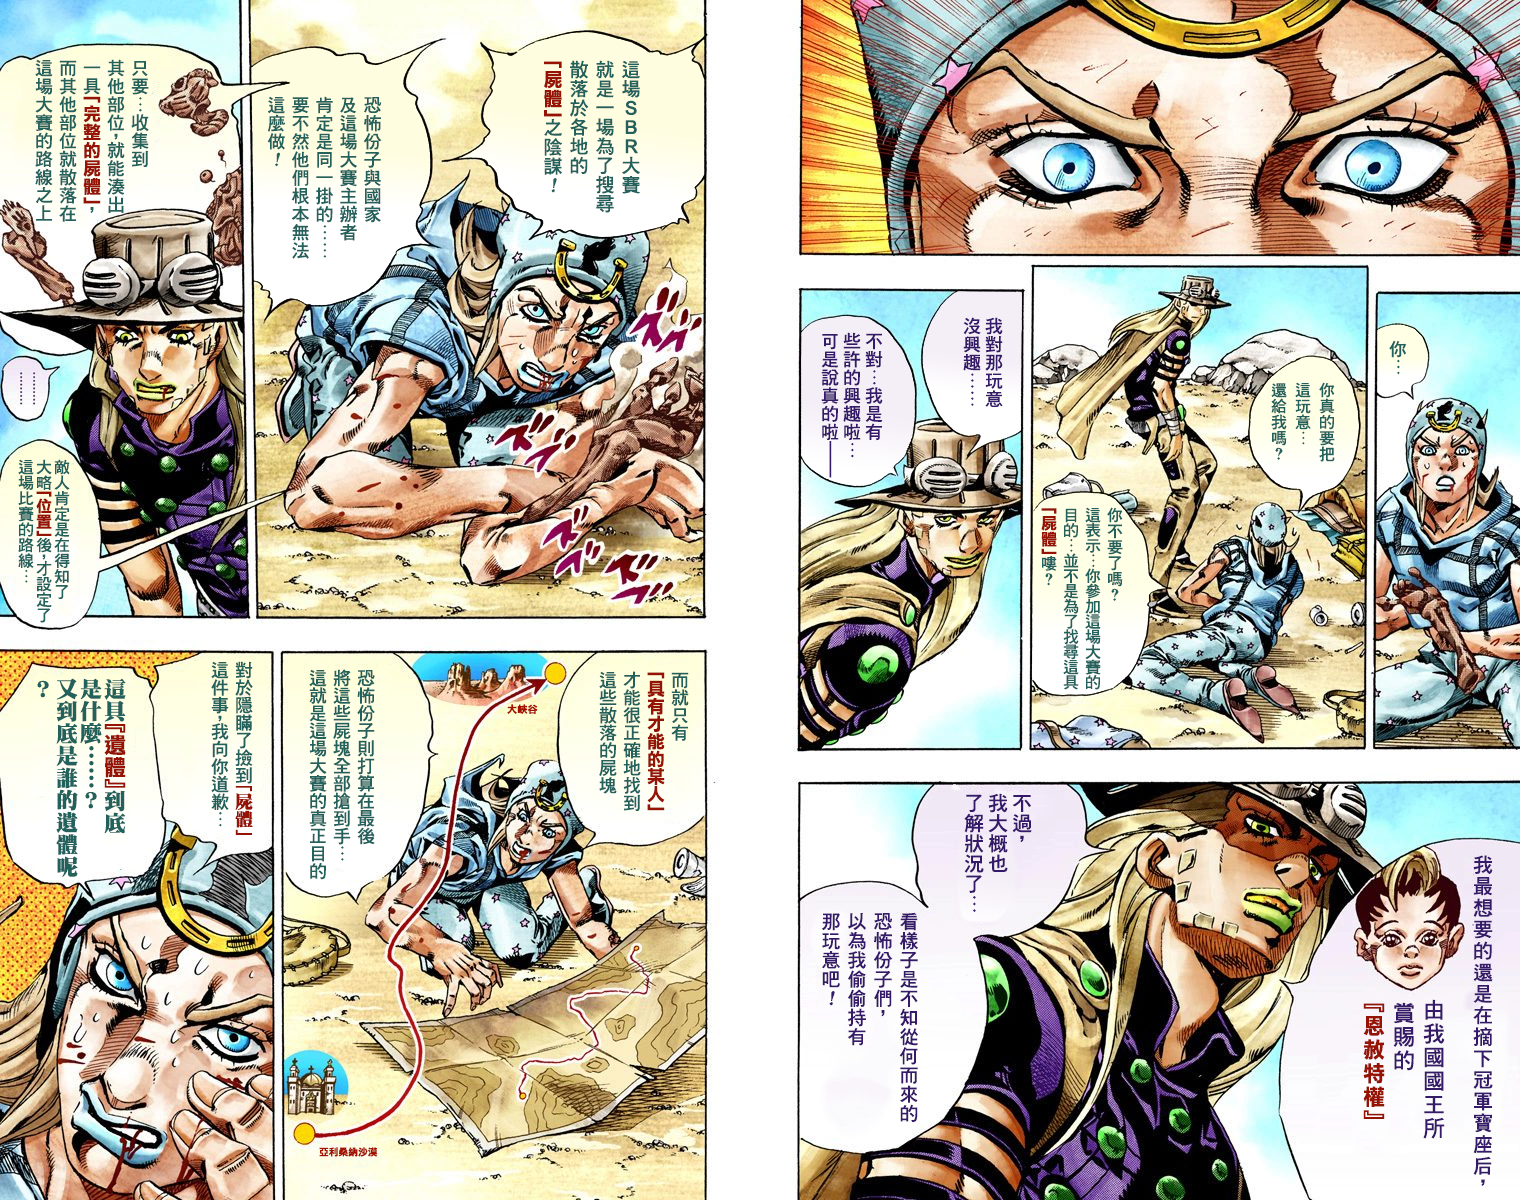 你…
你真的要把
這玩意…
還給我嗎？
你不要了嗎？
這表示…你參加這場大賽的
目的…並不是為了找尋這具
「屍體」嘍？
我對那玩意
沒興趣……
不對…我是有
些許的興趣啦…
可是說真的啦——
我最想要的還是在摘下冠軍寶座后，
由我國國王所
賞賜的
『恩赦特權』
不過，
我大概也
了解狀況了…
看樣子是不知從何而來的
恐怖份子們，
以為我偷偷持有
那玩意吧！
這場SBR大賽
就是一場為了搜尋
散落於各地的
「屍體」之陰謀！
恐怖份子與國家
及這場大賽主辦者
肯定是同一掛的……
要不然他們根本無法
這麼做！
ズグ
ズグ
ズグ
ズグ
ズグ
只要…收集到
其他部位，就能湊出
一具「完整的屍體」，
而其他部位就散落在
這場大賽的路線之上
………
敵人肯定是在得知了
大略「位置」後，才設定了
這場比賽的路線…
而就只有
「具有才能的某人」
才能很正確地找到
這些散落的屍塊
大峽谷
恐怖份子則打算在最後
將這些屍塊全部搶到手…
這就是這場大賽的真正目的
亞利桑納沙漠
對於隱瞞了撿到「屍體」
這件事，我向你道歉…
這具『遺體』到底
是什麼……？
又到底是誰的遺體呢
？